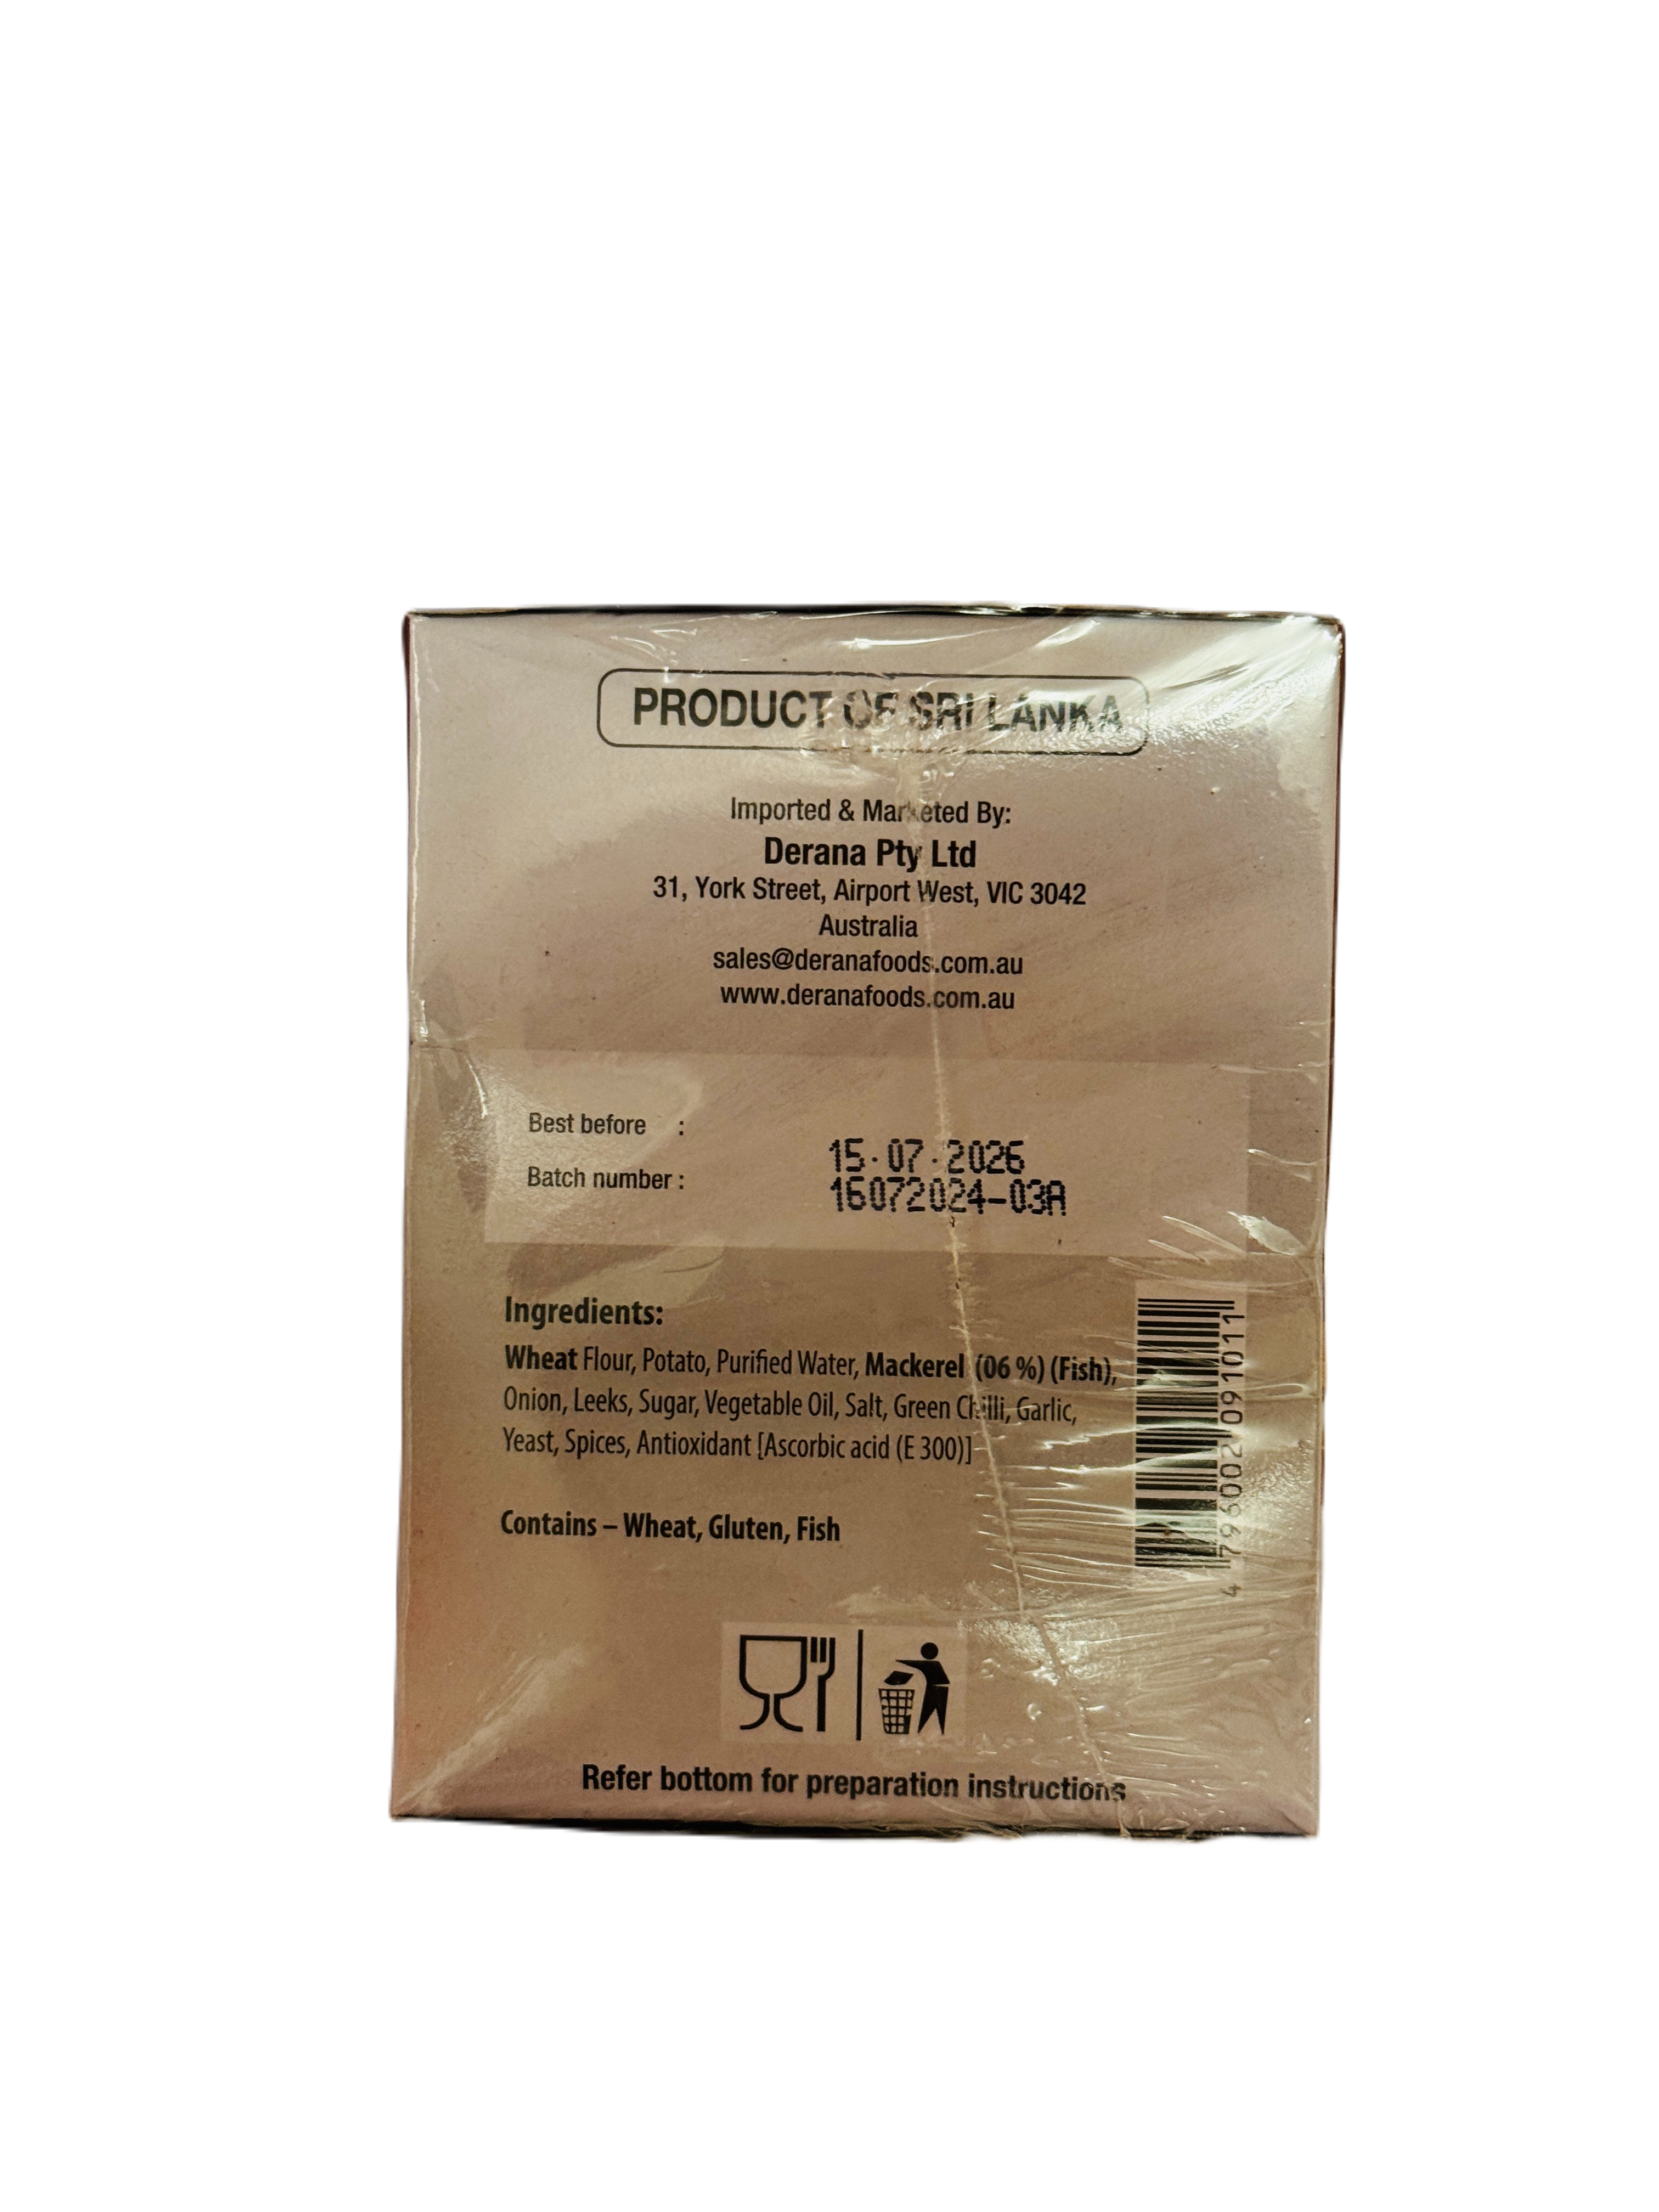 PRODUCT OF SRI LANKA
Imported & Marketed By:
Derana Pty Ltd
31, York Street, Airport West, VIC 3042
Australia
sales@deranafoods.com.au
www.deranafoods.com.au
Best before :
15.07.2026
Batch number :
16072024-03A
Ingredients:
Wheat Flour, Potato, Purified Water, Mackerel (06 %) (Fish),
Onion, Leeks, Sugar, Vegetable Oil, Salt, Green Chilli, Garlic,
Yeast, Spices, Antioxidant [Ascorbic acid (E 300)]
Contains – Wheat, Gluten, Fish
4 796002 091011
Refer bottom for preparation instructions